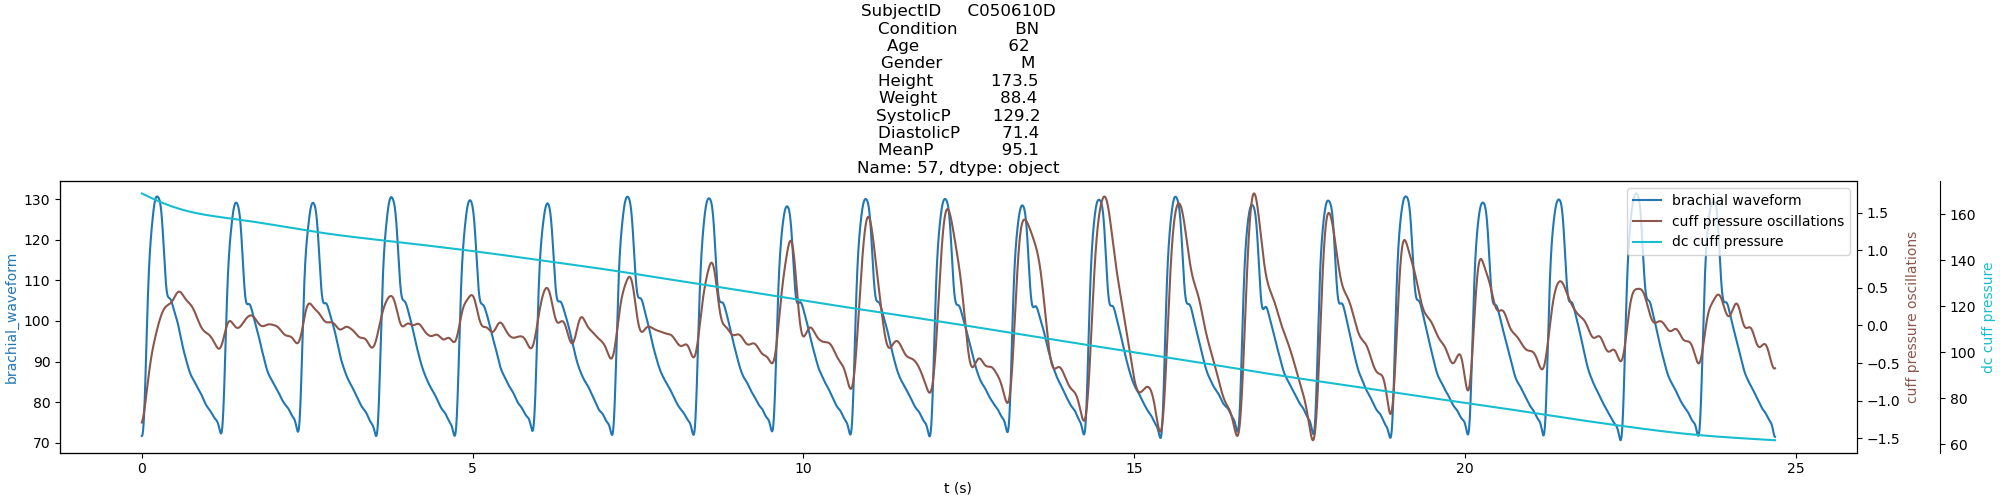 SubjectID C050610D
Condition BN
Age 62
Gender M
Height 173.5
Weight 88.4
SystolicP 129.2
DiastolicP 71.4
MeanP 95.1
Name: 57, dtype: object
brachial_waveform
130
120
110
100
90
80
70
brachial waveform
cuff pressure oscillations
dc cuff pressure
1.5
1.0
0.5
0.0
−0.5
−1.0
−1.5
cuff pressure oscillations
160
140
120
100
80
60
dc cuff pressure
0 5 10 15 20 25
t (s)